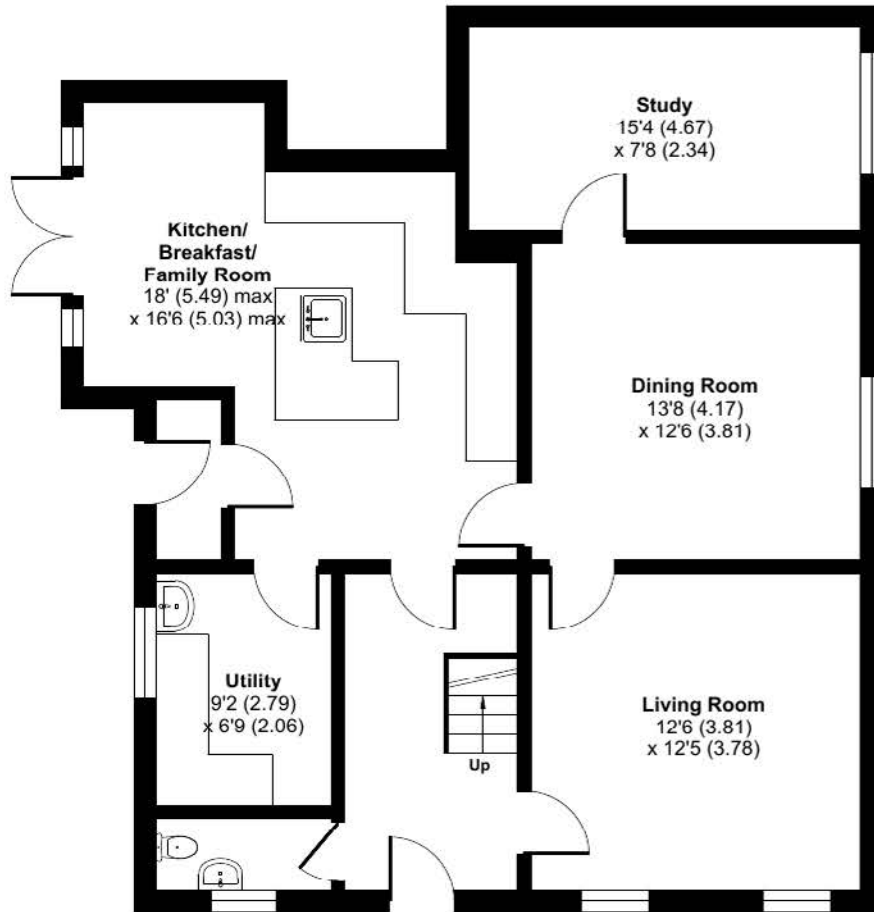 Study
15'4 (4.67)
x 7'8 (2.34)
Kitchen/
Breakfast/
Family Room
18' (5.49) max
x 16'6 (5.03) max
Dining Room
13'8 (4.17)
x 12'6 (3.81)
Utility
9'2 (2.79)
x 6'9 (2.06)
Living Room
12'6 (3.81)
x 12'5 (3.78)
Up